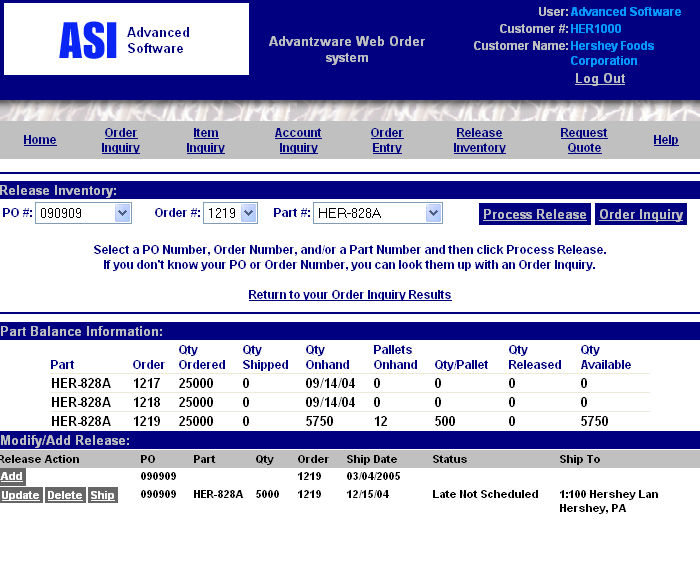 ASI Advanced Software
Advantzware Web Order system
User: Advanced Software
Customer #: HER1000
Customer Name: Hershey Foods Corporation
Log Out
Home Order Inquiry Item Inquiry Account Inquiry Order Entry Release Inventory Request Quote Help
Release Inventory:
PO #: 090909 Order #: 1219 Part #: HER-828A Process Release Order Inquiry
Select a PO Number, Order Number, and/or a Part Number and then click Process Release.
If you don't know your PO or Order Number, you can look them up with an Order Inquiry.
Return to your Order Inquiry Results
Part Balance Information:
Part Order Qty Ordered Qty Shipped Qty Onhand Pallets Onhand Qty/Pallet Qty Released Qty Available
HER-828A 1217 25000 0 09/14/04 0 0 0 0
HER-828A 1218 25000 0 09/14/04 0 0 0 0
HER-828A 1219 25000 0 5750 12 500 0 5750
Modify/Add Release:
Release Action PO Part Qty Order Ship Date Status Ship To
Add 090909 1219 03/04/2005
Update Delete Ship 090909 HER-828A 5000 1219 12/15/04 Late Not Scheduled 1:100 Hershey Lan
Hershey, PA